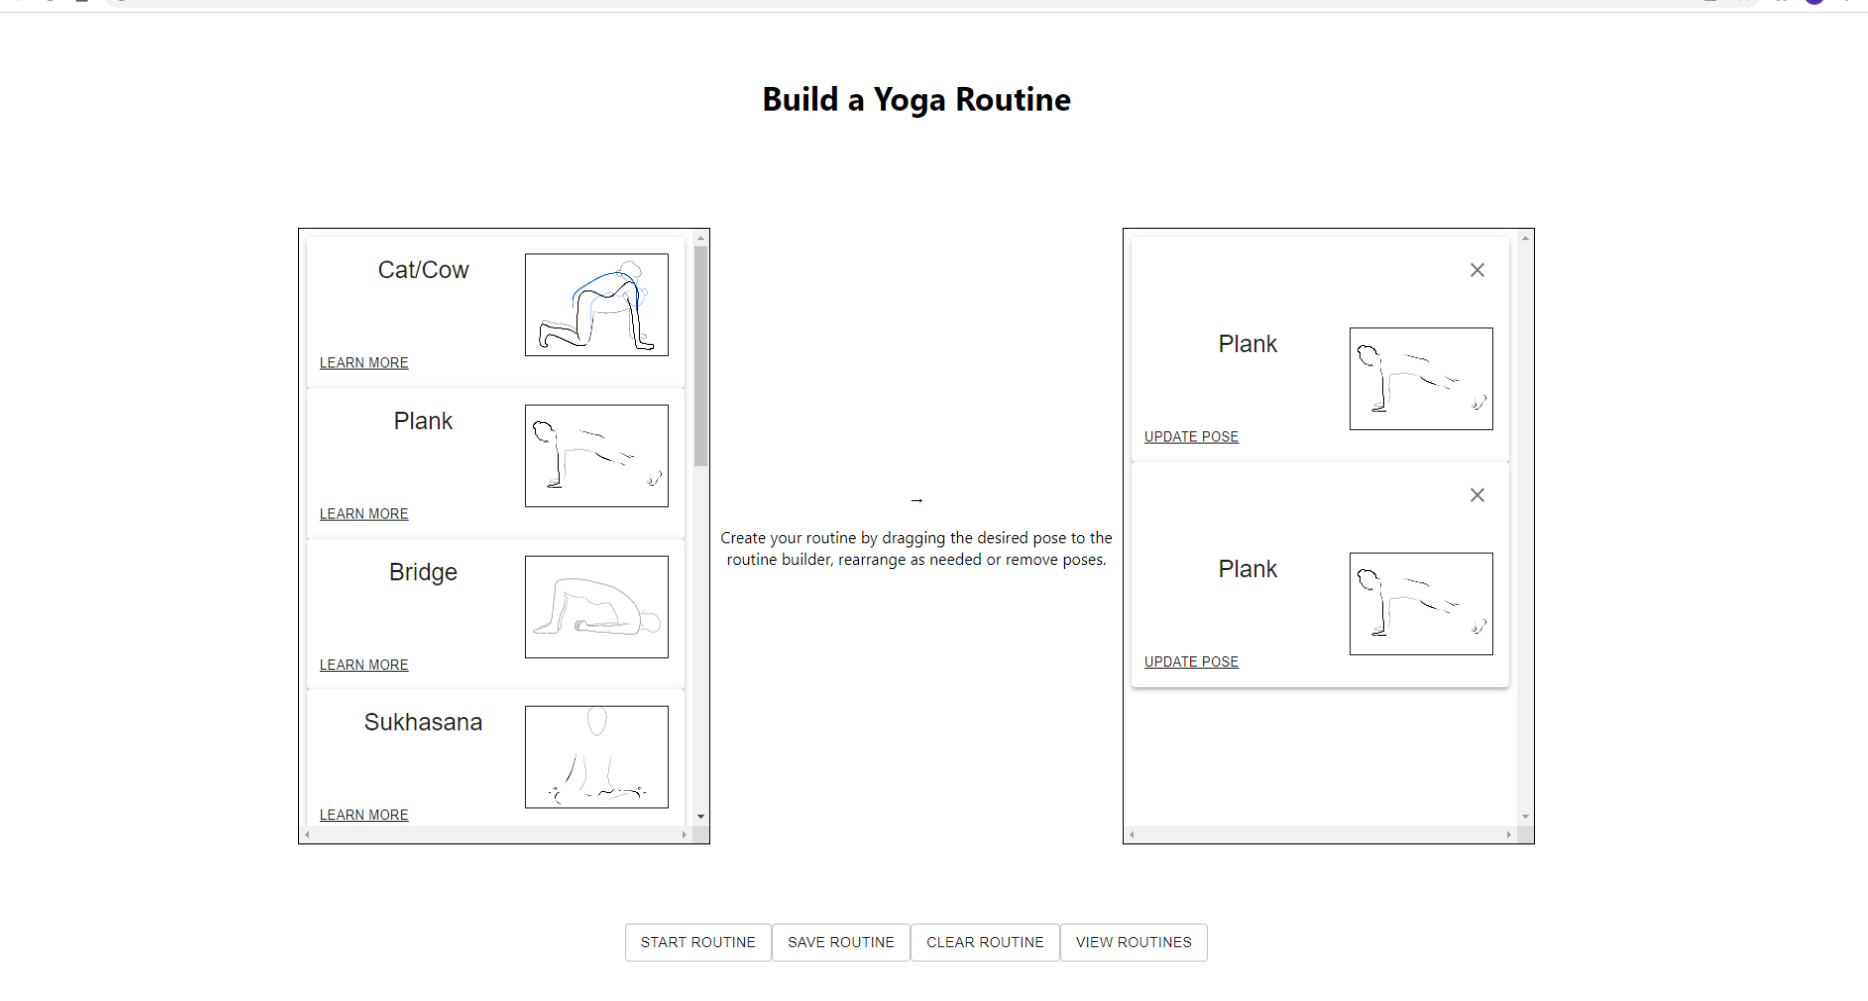 Build a Yoga Routine
Cat/Cow
LEARN MORE
Plank
LEARN MORE
Bridge
LEARN MORE
Sukhasana
LEARN MORE
→
Create your routine by dragging the desired pose to the
routine builder, rearrange as needed or remove poses.
Plank
UPDATE POSE
Plank
UPDATE POSE
START ROUTINE
SAVE ROUTINE
CLEAR ROUTINE
VIEW ROUTINES